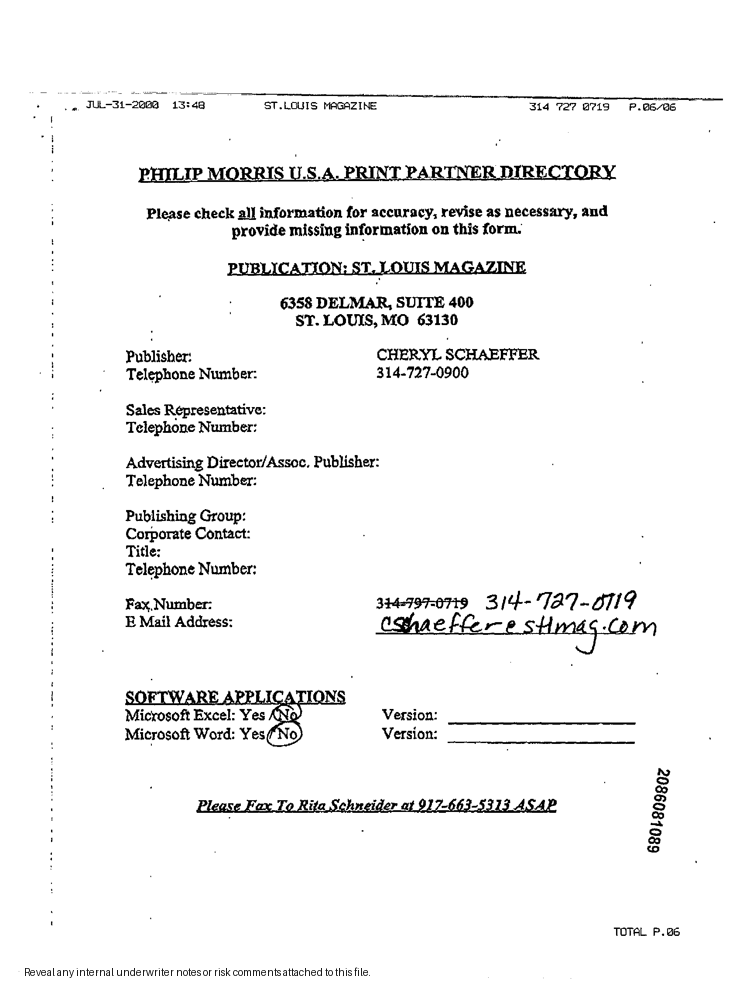 JUL-31-2000 13:48 ST.LOUIS MAGAZINE 314 727 0719 P.06/06
PHILIP MORRIS U.S.A. PRINT PARTNER DIRECTORY
Please check all information for accuracy, revise as necessary, and
provide missing information on this form.
PUBLICATION: ST. LOUIS MAGAZINE
6358 DELMAR, SUITE 400
ST. LOUIS, MO 63130
Publisher: CHERYL SCHAEFFER
Telephone Number: 314-727-0900
Sales Representative:
Telephone Number:
Advertising Director/Assoc. Publisher:
Telephone Number:
Publishing Group:
Corporate Contact:
Title:
Telephone Number:
Fax Number: 314-797-0719 314-727-0719
E Mail Address: cschaeffer@stlmag.com
SOFTWARE APPLICATIONS
Microsoft Excel: Yes /No Version:
Microsoft Word: Yes/ No Version:
Please Fax To Rita Schneider at 917-663-5313 ASAP
2086081089
TOTAL P.06
Reveal any internal underwriter notes or risk comments attached to this file.